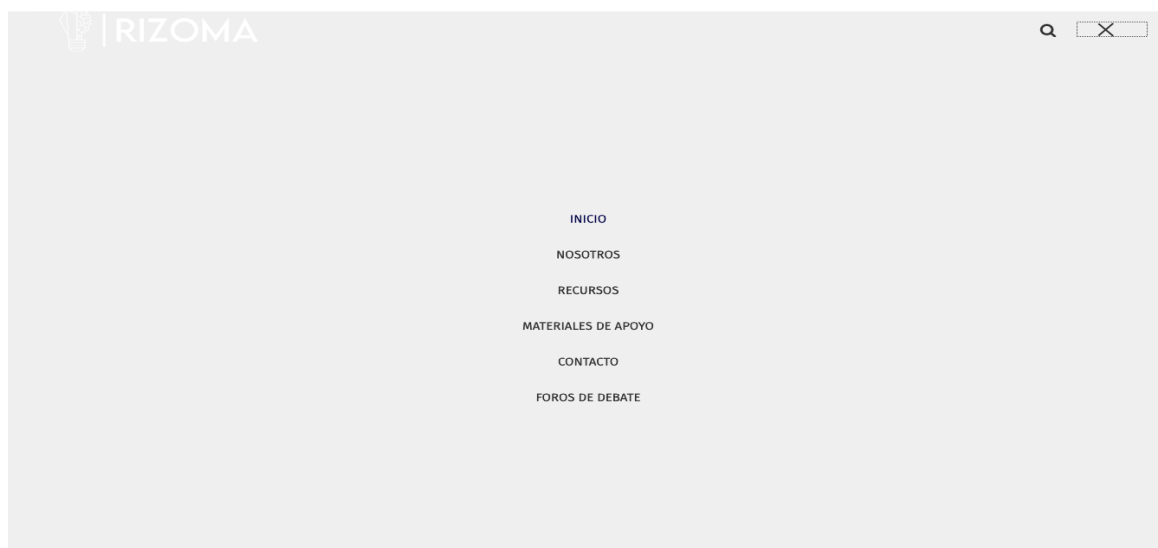 RIZOMA
INICIO
NOSOTROS
RECURSOS
MATERIALES DE APOYO
CONTACTO
FOROS DE DEBATE